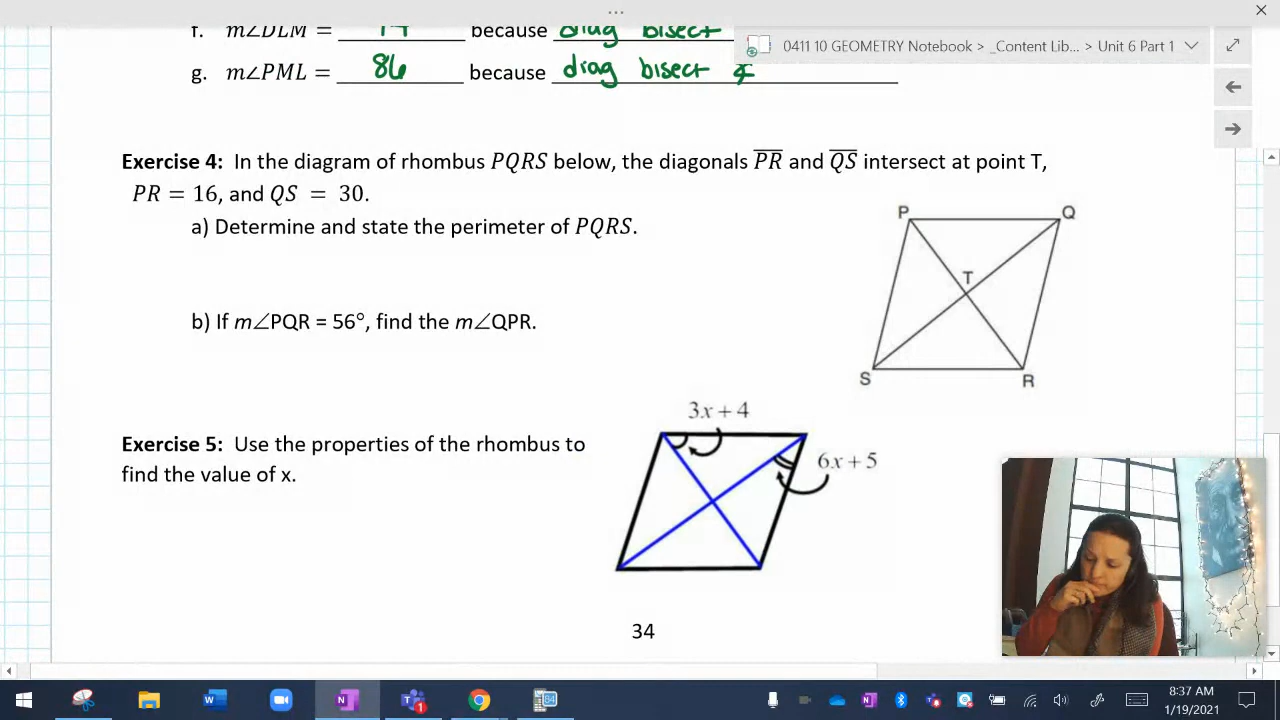 f. m∠DLM = 14 because diag bisect
0411 10 GEOMETRY Notebook > _Content Lib... > Unit 6 Part 1
g. m∠PML = 86 because diag bisect ∡
Exercise 4: In the diagram of rhombus PQRS below, the diagonals P̅R̅ and Q̅S̅ intersect at point T,
PR = 16, and QS = 30.
a) Determine and state the perimeter of PQRS.
P Q
T
b) If m∠PQR = 56°, find the m∠QPR.
S R
3x + 4
Exercise 5: Use the properties of the rhombus to
find the value of x.
6x + 5
34
84
1
8:37 AM
1/19/2021